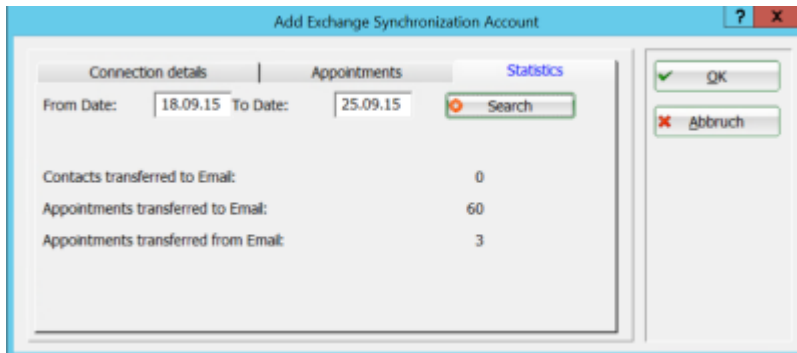 Add Exchange Synchronization Account
? x
Connection details Appointments Statistics
From Date: 18.09.15 To Date: 25.09.15 Search
Contacts transferred to Email: 0
Appointments transferred to Email: 60
Appointments transferred from Email: 3
OK
Abbruch